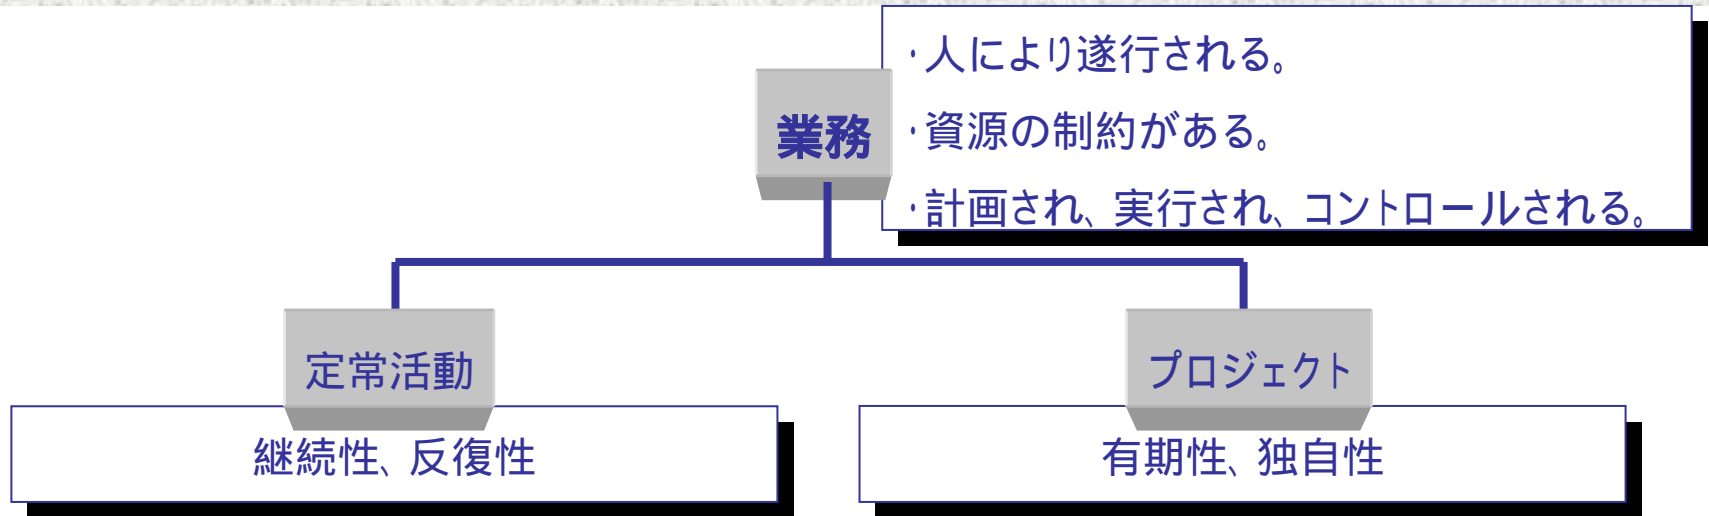 ・人により遂行される。
業務
・資源の制約がある。
・計画され、実行され、コントロールされる。
定常活動
プロジェクト
継続性、反復性
有期性、独自性